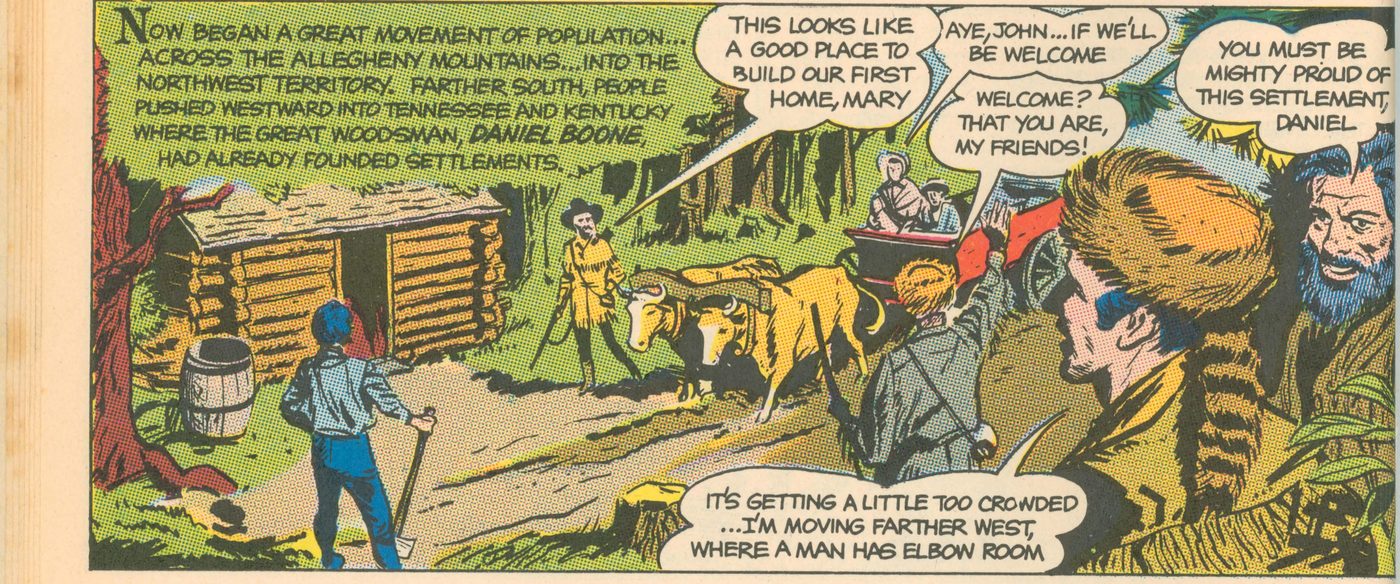 NOW BEGAN A GREAT MOVEMENT OF POPULATION...
ACROSS THE ALLEGHENY MOUNTAINS...INTO THE
NORTHWEST TERRITORY. FARTHER SOUTH, PEOPLE
PUSHED WESTWARD INTO TENNESSEE AND KENTUCKY
WHERE THE GREAT WOODSMAN, DANIEL BOONE,
HAD ALREADY FOUNDED SETTLEMENTS.
THIS LOOKS LIKE
A GOOD PLACE TO
BUILD OUR FIRST
HOME, MARY
AYE, JOHN...IF WE'LL
BE WELCOME
WELCOME?
THAT YOU ARE,
MY FRIENDS!
YOU MUST BE
MIGHTY PROUD OF
THIS SETTLEMENT,
DANIEL
IT'S GETTING A LITTLE TOO CROWDED
...I'M MOVING FARTHER WEST,
WHERE A MAN HAS ELBOW ROOM